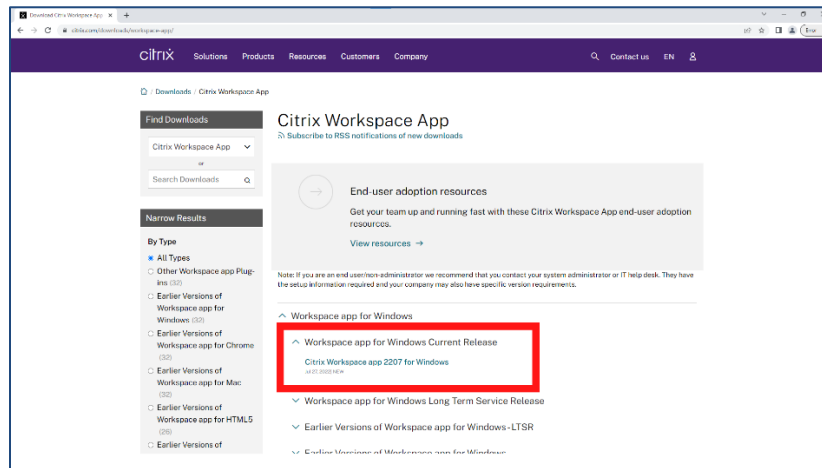 Download Citrix Workspace App
citrix.com/downloads/workspace-app/
citrix
Solutions Products Resources Customers Company
Contact us EN
/ Downloads / Citrix Workspace App
Find Downloads
Citrix Workspace App
or
Search Downloads
Narrow Results
By Type
All Types
Other Workspace app Plug-
ins (32)
Earlier Versions of
Workspace app for
Windows (32)
Earlier Versions of
Workspace app for Chrome
(32)
Earlier Versions of
Workspace app for Mac
(32)
Earlier Versions of
Workspace app for HTML5
(26)
Earlier Versions of
Citrix Workspace App
Subscribe to RSS notifications of new downloads
End-user adoption resources
Get your team up and running fast with these Citrix Workspace App end-user adoption
resources.
View resources →
Note: If you are an end user/non-administrator we recommend that you contact your system administrator or IT help desk. They have
the setup information required and your company may also have specific version requirements.
Workspace app for Windows
Workspace app for Windows Current Release
Citrix Workspace app 2207 for Windows
Jul 27, 2022 NEW
Workspace app for Windows Long Term Service Release
Earlier Versions of Workspace app for Windows-LTSR
Earlier Versions of Workspace app for Windows